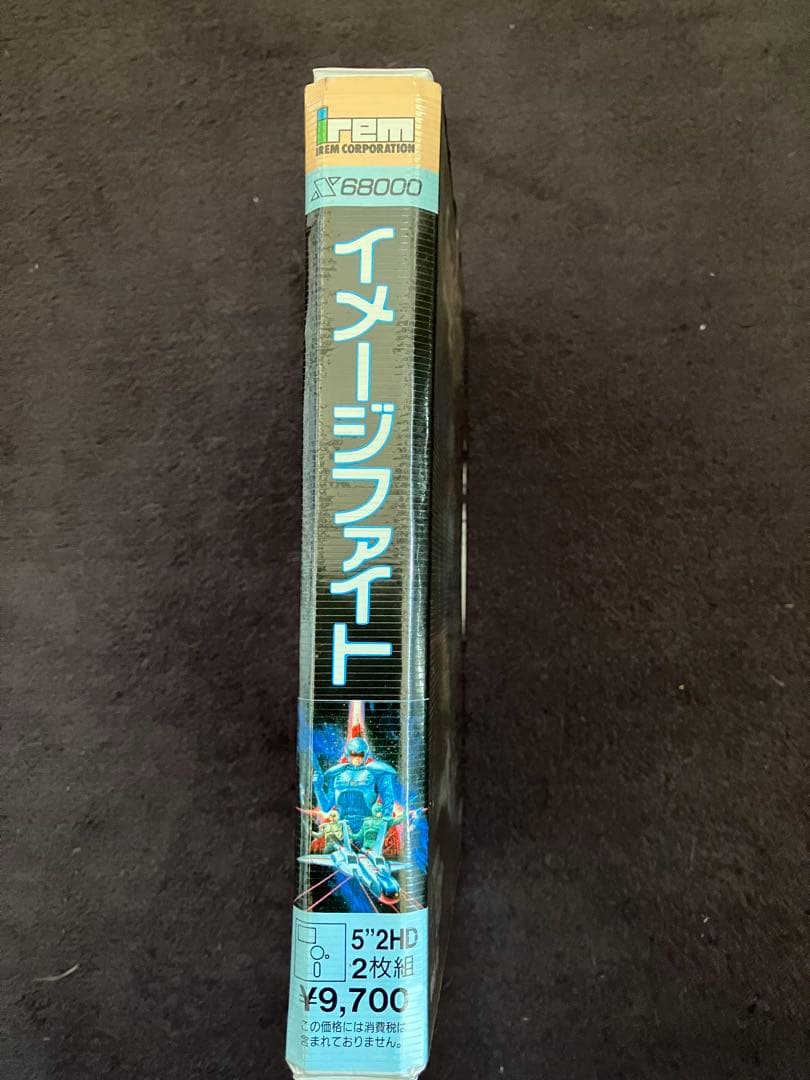 irem
IREM CORPORATION
X68000
イメージファイト
5"2HD
2枚組
¥9,700
この価格には消費税は
含まれておりません。